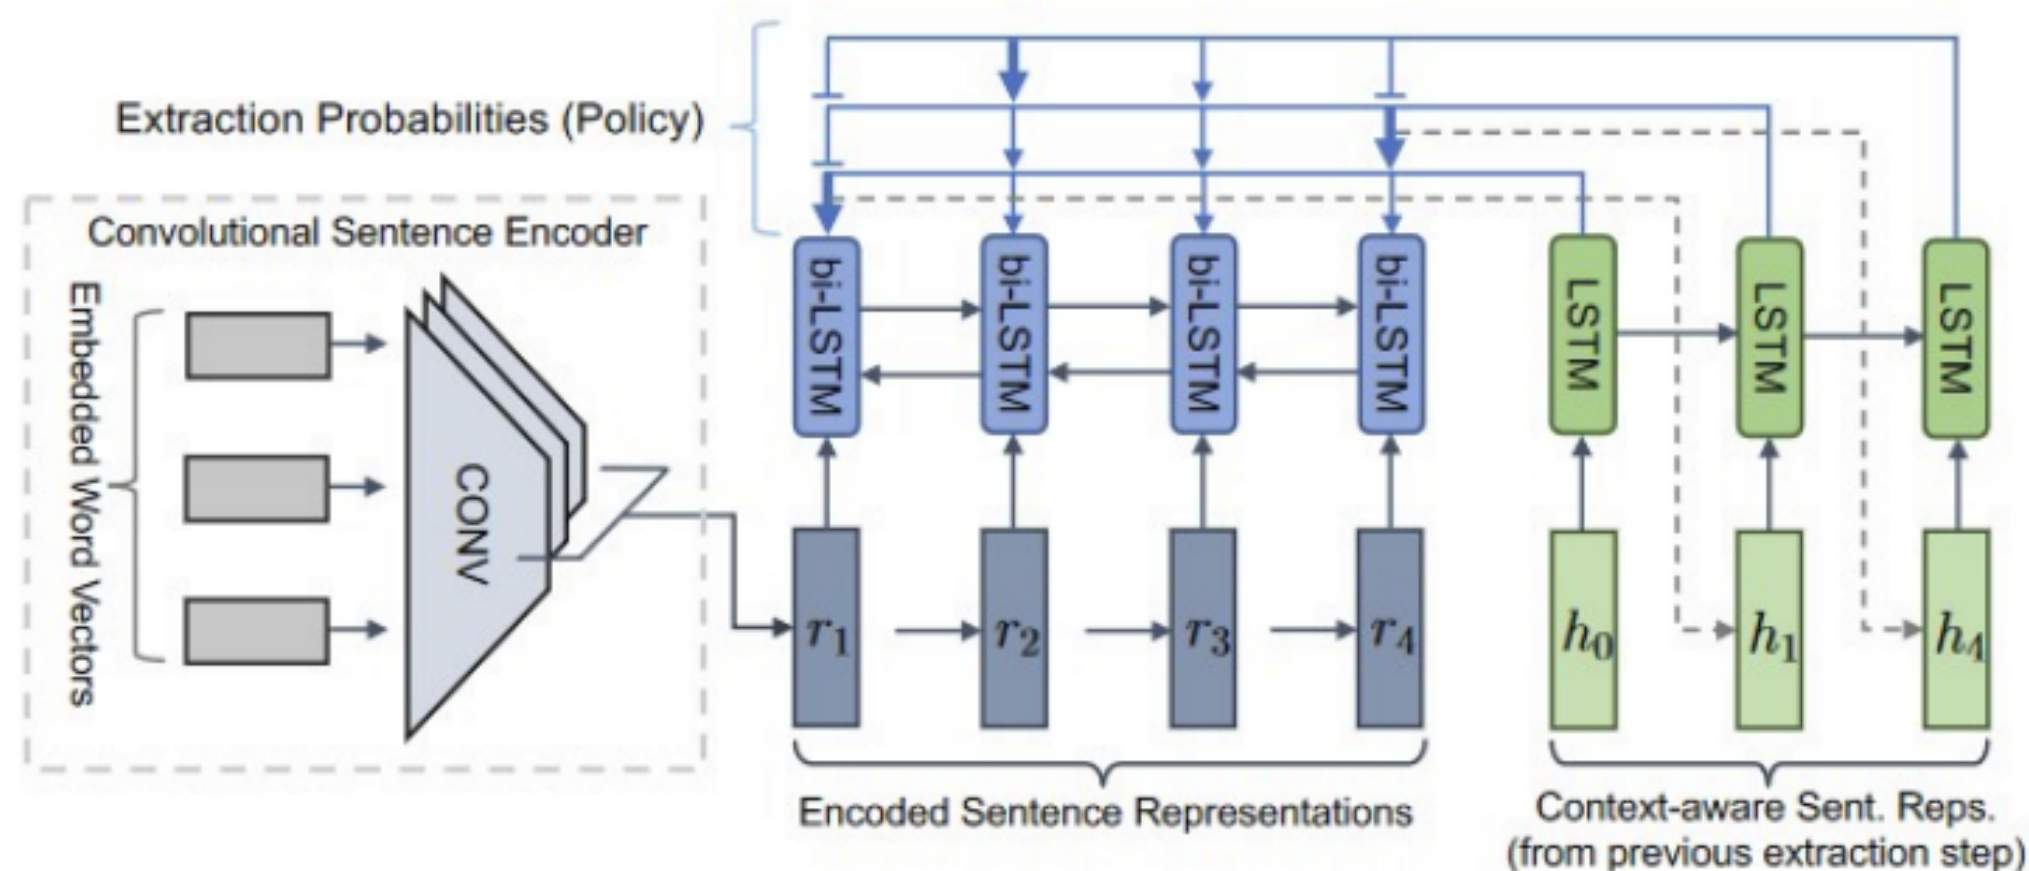 Extraction Probabilities (Policy)
Convolutional Sentence Encoder
Embedded Word Vectors
CONV
bi-LSTM
bi-LSTM
bi-LSTM
bi-LSTM
LSTM
LSTM
LSTM
r1
r2
r3
r4
h0
h1
h4
Encoded Sentence Representations
Context-aware Sent. Reps.
(from previous extraction step)